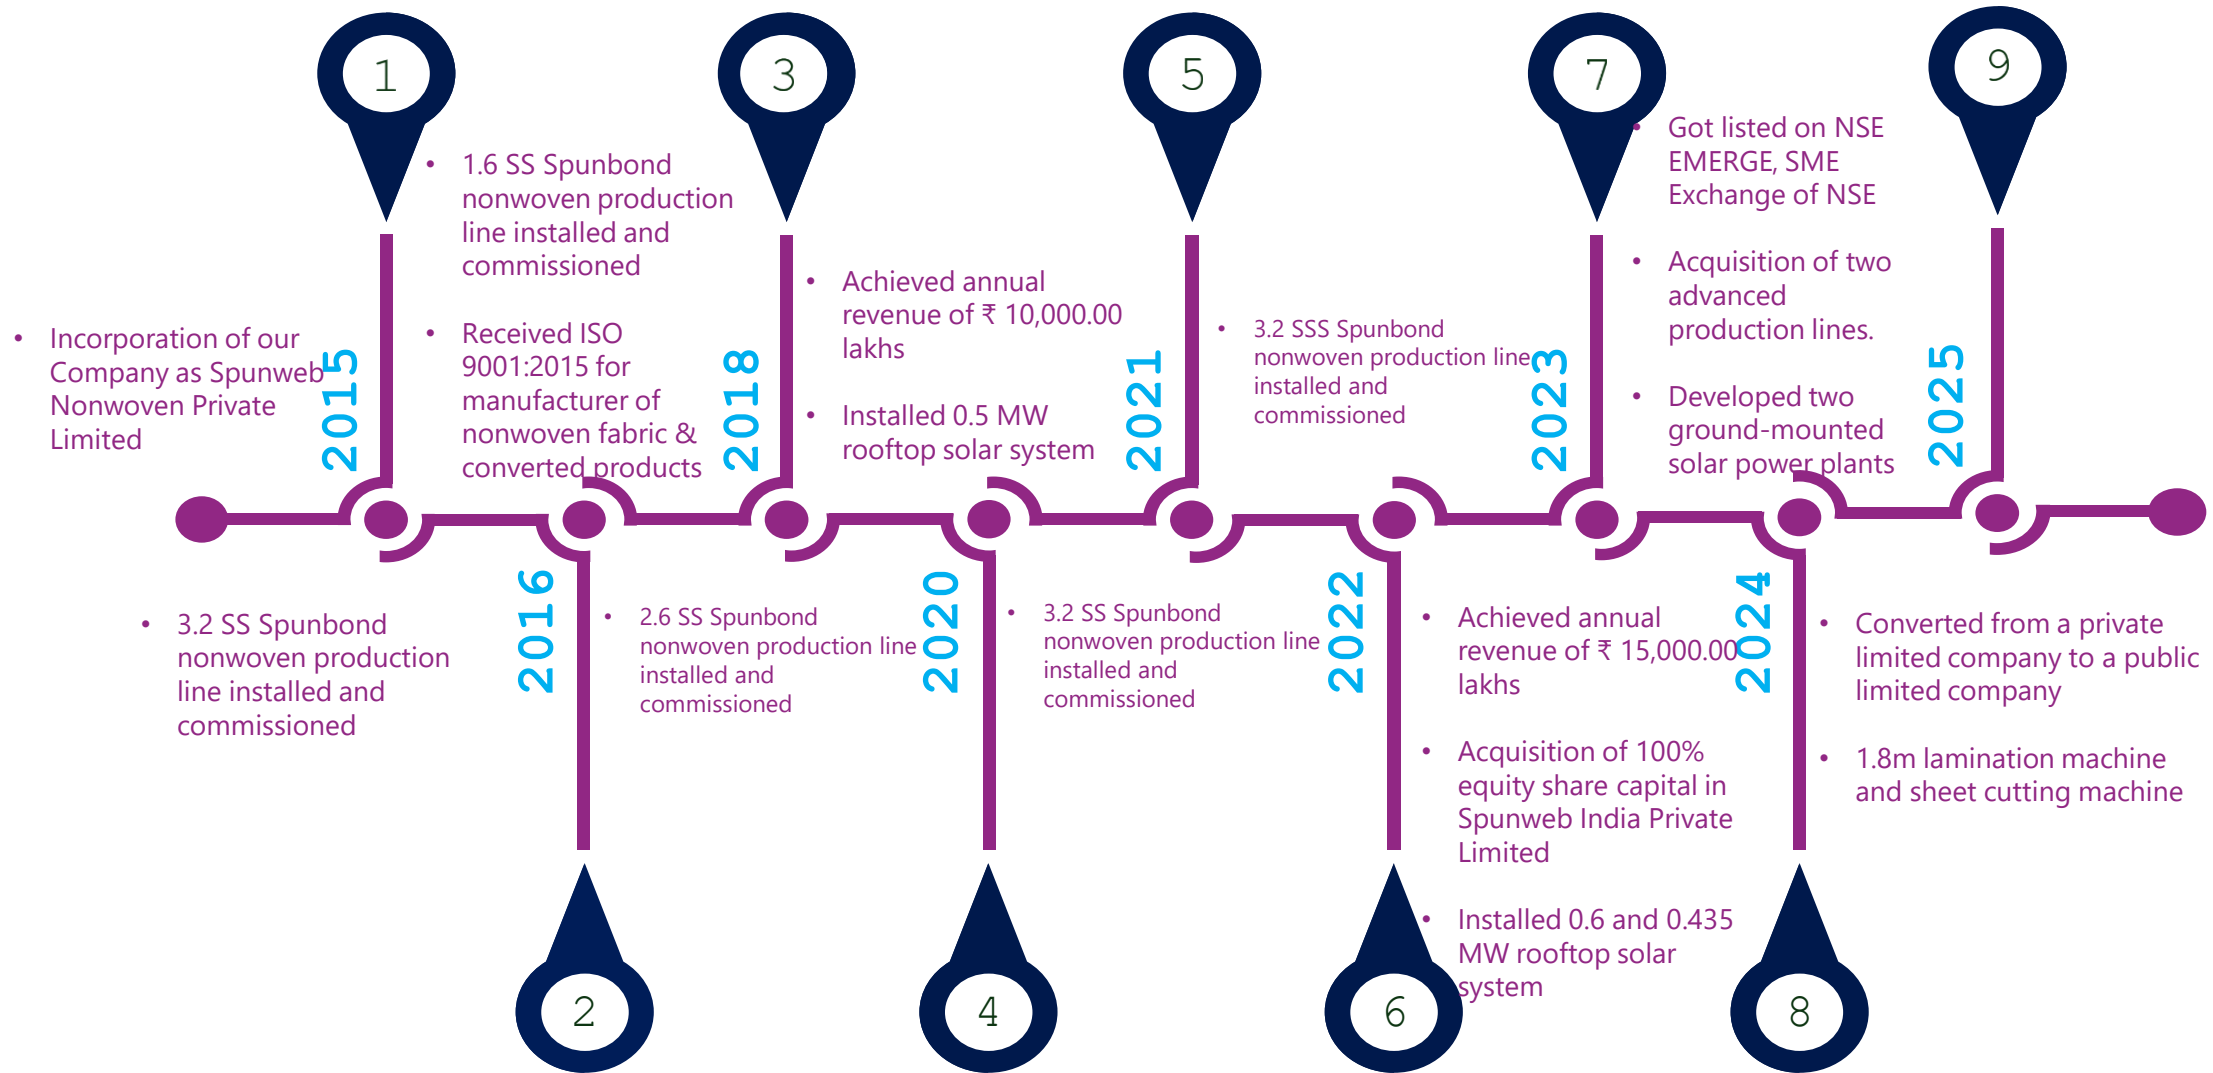 1
3
5
7
9
• Incorporation of our
Company as Spunweb
Nonwoven Private
Limited
2015
• 1.6 SS Spunbond
nonwoven production
line installed and
commissioned
• Received ISO
9001:2015 for
manufacturer of
nonwoven fabric &
converted products
2018
• Achieved annual
revenue of ₹ 10,000.00
lakhs
• Installed 0.5 MW
rooftop solar system
2021
• 3.2 SSS Spunbond
nonwoven production line
installed and
commissioned
2023
• Got listed on NSE
EMERGE, SME
Exchange of NSE
• Acquisition of two
advanced
production lines.
• Developed two
ground-mounted
solar power plants
2025
• 3.2 SS Spunbond
nonwoven production
line installed and
commissioned
2016
• 2.6 SS Spunbond
nonwoven production line
installed and
commissioned
2020
• 3.2 SS Spunbond
nonwoven production line
installed and
commissioned
2022
• Achieved annual
revenue of ₹ 15,000.00
lakhs
• Acquisition of 100%
equity share capital in
Spunweb India Private
Limited
• Installed 0.6 and 0.435
MW rooftop solar
system
2024
• Converted from a private
limited company to a public
limited company
• 1.8m lamination machine
and sheet cutting machine
2
4
6
8